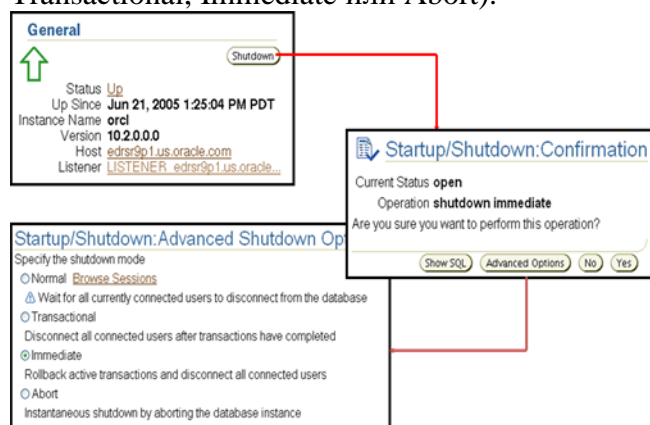 Transactional, Immediate или Abort).
General
Shutdown
Status Up
Up Since Jun 21, 2005 1:25:04 PM PDT
Instance Name orcl
Version 10.2.0.0.0
Host edrsr9p1.us.oracle.com
Listener LISTENER_edrsr9p1.us.oracle...
Startup/Shutdown:Confirmation
Current Status open
Operation shutdown immediate
Are you sure you want to perform this operation?
Show SQL Advanced Options No Yes
Startup/Shutdown:Advanced Shutdown Op
Specify the shutdown mode
Normal Browse Sessions
Wait for all currently connected users to disconnect from the database
Transactional
Disconnect all connected users after transactions have completed
Immediate
Rollback active transactions and disconnect all connected users
Abort
Instantaneous shutdown by aborting the database instance